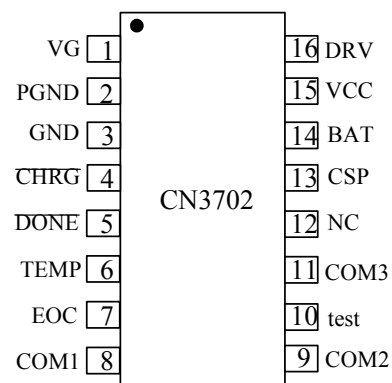 VG 1 16 DRV
PGND 2 15 VCC
GND 3 14 BAT
CHRG 4 13 CSP
CN3702
DONE 5 12 NC
TEMP 6 11 COM3
EOC 7 10 test
COM1 8 9 COM2